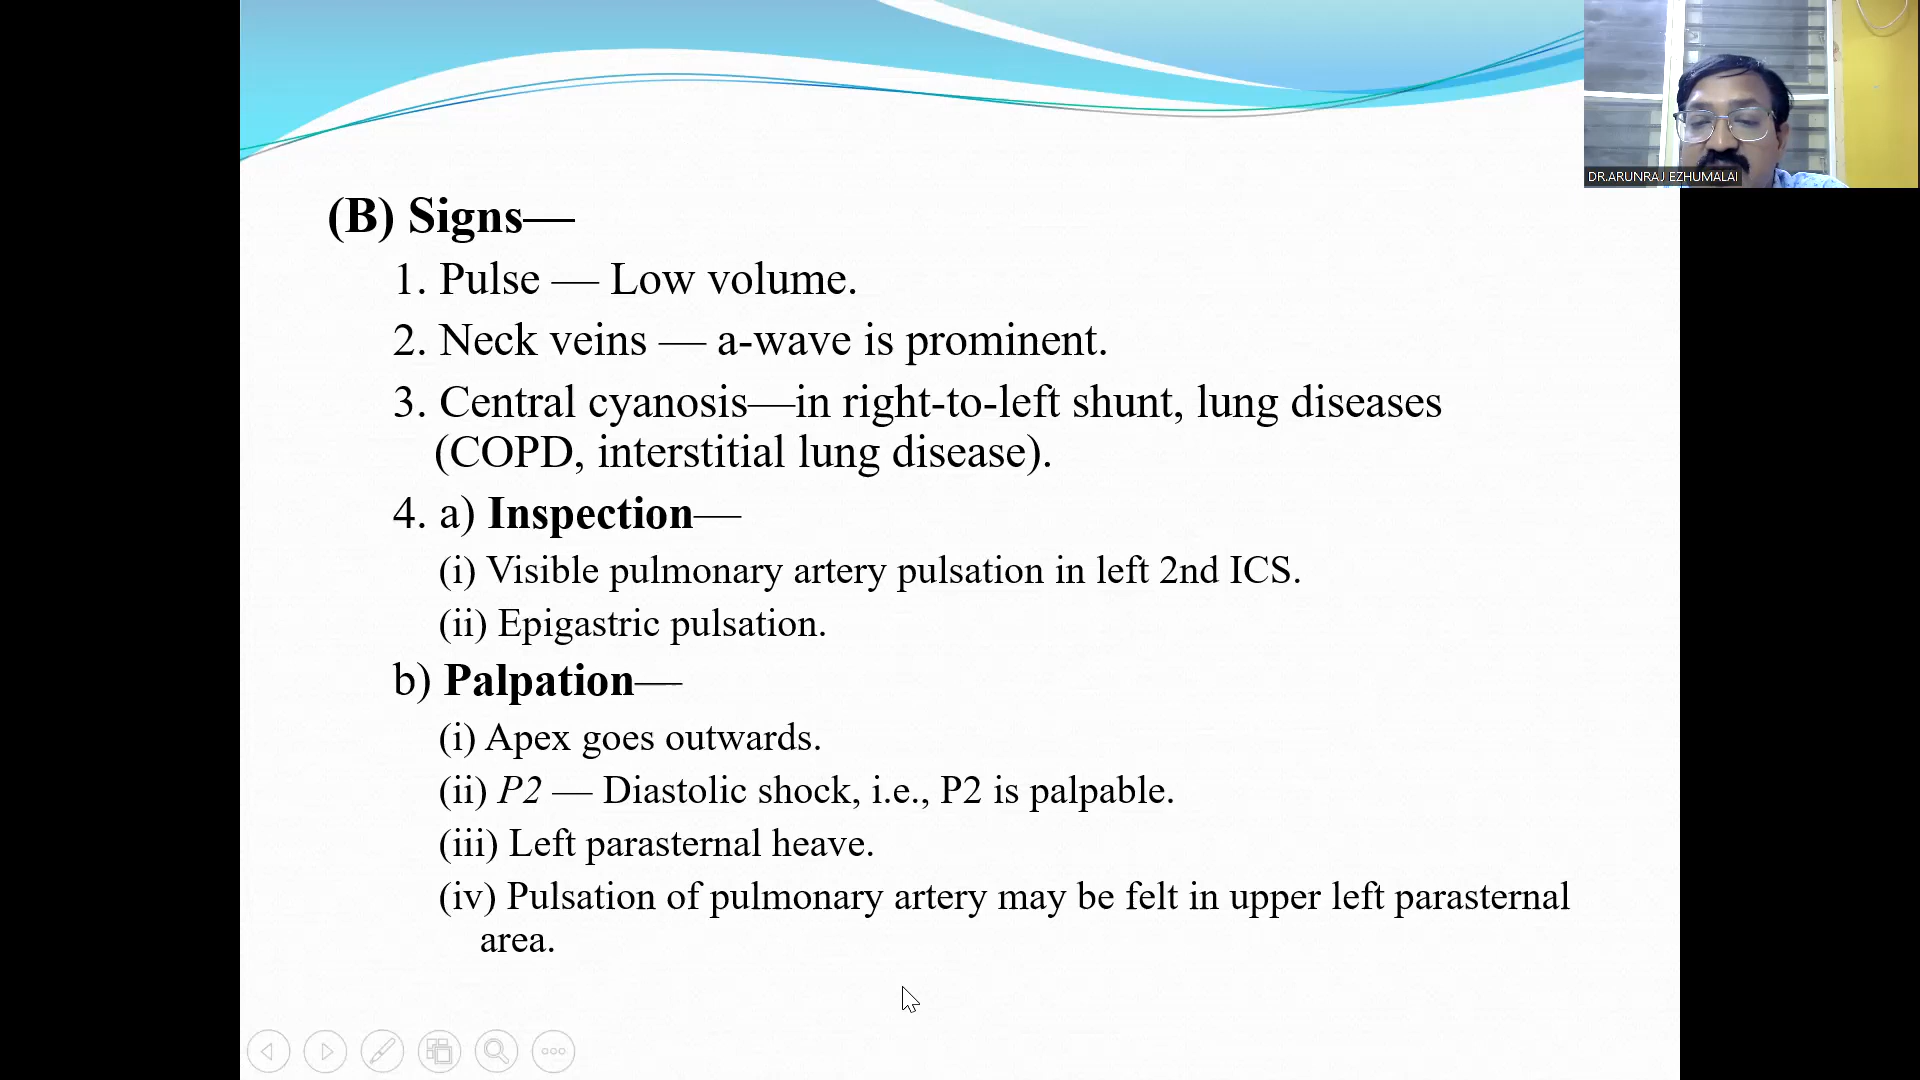 DR.ARUNRAJ EZHUMALAI
(B) Signs—
1. Pulse — Low volume.
2. Neck veins — a-wave is prominent.
3. Central cyanosis—in right-to-left shunt, lung diseases
(COPD, interstitial lung disease).
4. a) Inspection—
(i) Visible pulmonary artery pulsation in left 2nd ICS.
(ii) Epigastric pulsation.
b) Palpation—
(i) Apex goes outwards.
(ii) P2 — Diastolic shock, i.e., P2 is palpable.
(iii) Left parasternal heave.
(iv) Pulsation of pulmonary artery may be felt in upper left parasternal
area.